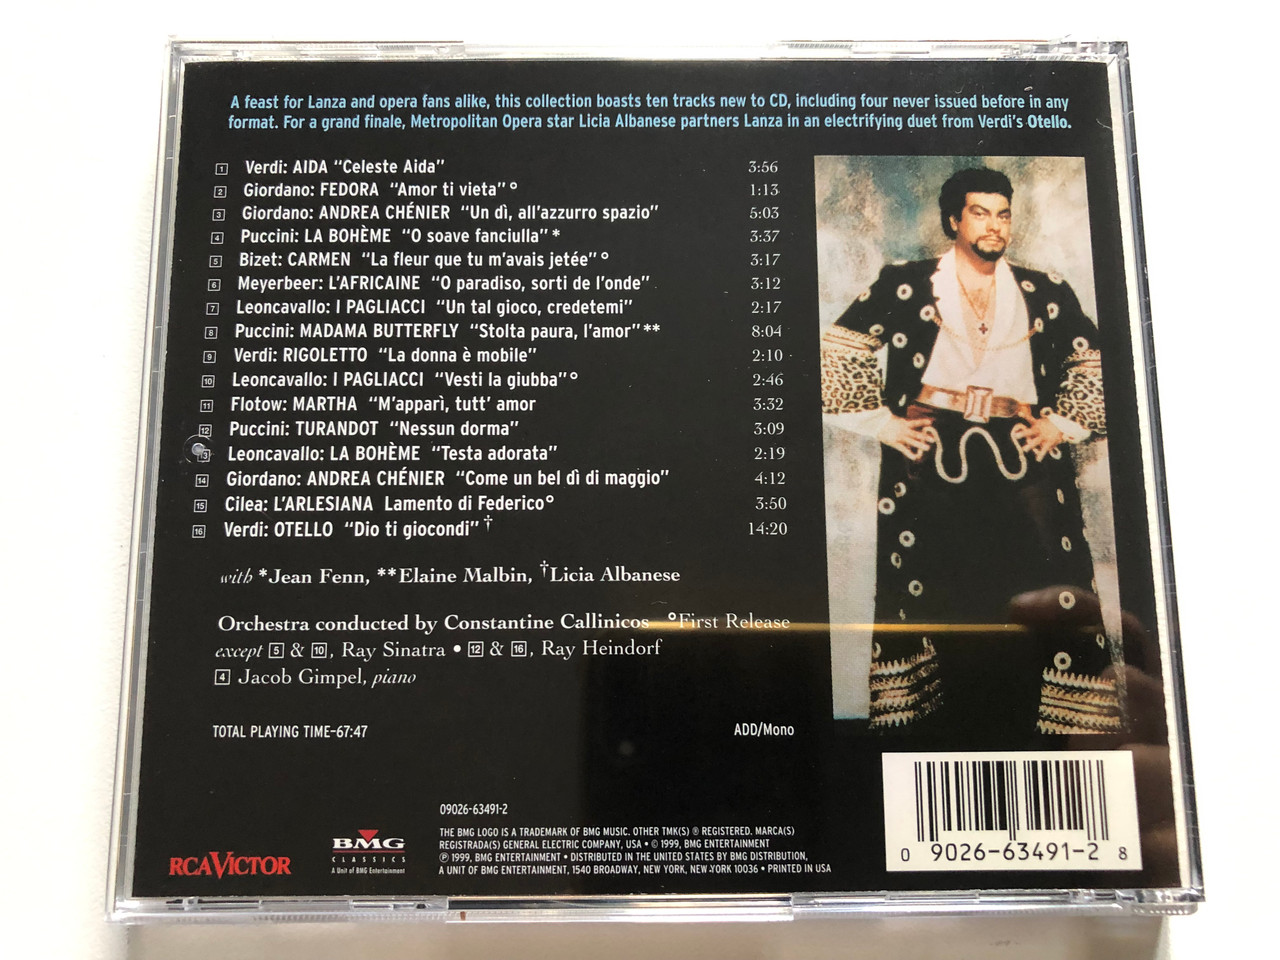 A feast for Lanza and opera fans alike, this collection boasts ten tracks new to CD, including four never issued before in any
format. For a grand finale, Metropolitan Opera star Licia Albanese partners Lanza in an electrifying duet from Verdi's Otello.
1 Verdi: AIDA “Celeste Aida” 3:56
2 Giordano: FEDORA “Amor ti vieta”° 1:13
3 Giordano: ANDREA CHÉNIER “Un dì, all'azzurro spazio” 5:03
4 Puccini: LA BOHÈME “O soave fanciulla”* 3:37
5 Bizet: CARMEN “La fleur que tu m'avais jetée”° 3:17
6 Meyerbeer: L'AFRICAINE “O paradiso, sorti de l'onde” 3:12
7 Leoncavallo: I PAGLIACCI “Un tal gioco, credetemi” 2:17
8 Puccini: MADAMA BUTTERFLY “Stolta paura, l'amor”** 8:04
9 Verdi: RIGOLETTO “La donna è mobile” 2:10
10 Leoncavallo: I PAGLIACCI “Vesti la giubba”° 2:46
11 Flotow: MARTHA “M'apparì, tutt' amor 3:32
12 Puccini: TURANDOT “Nessun dorma” 3:09
13 Leoncavallo: LA BOHÈME “Testa adorata” 2:19
14 Giordano: ANDREA CHÉNIER “Come un bel dì di maggio” 4:12
15 Cilea: L'ARLESIANA Lamento di Federico° 3:50
16 Verdi: OTELLO “Dio ti giocondi”† 14:20
with *Jean Fenn, **Elaine Malbin, †Licia Albanese
Orchestra conducted by Constantine Callinicos °First Release
except 5 & 10, Ray Sinatra • 12 & 16, Ray Heindorf
4 Jacob Gimpel, piano
TOTAL PLAYING TIME-67:47 ADD/Mono
09026-63491-2
THE BMG LOGO IS A TRADEMARK OF BMG MUSIC. OTHER TMK(S) ® REGISTERED. MARCA(S)
REGISTRADA(S) GENERAL ELECTRIC COMPANY, USA • © 1999, BMG ENTERTAINMENT
℗ 1999, BMG ENTERTAINMENT • DISTRIBUTED IN THE UNITED STATES BY BMG DISTRIBUTION,
A UNIT OF BMG ENTERTAINMENT, 1540 BROADWAY, NEW YORK, NEW YORK 10036 • PRINTED IN USA
RCA VICTOR
BMG
CLASSICS
A Unit of BMG Entertainment
0 9026-63491-2 8